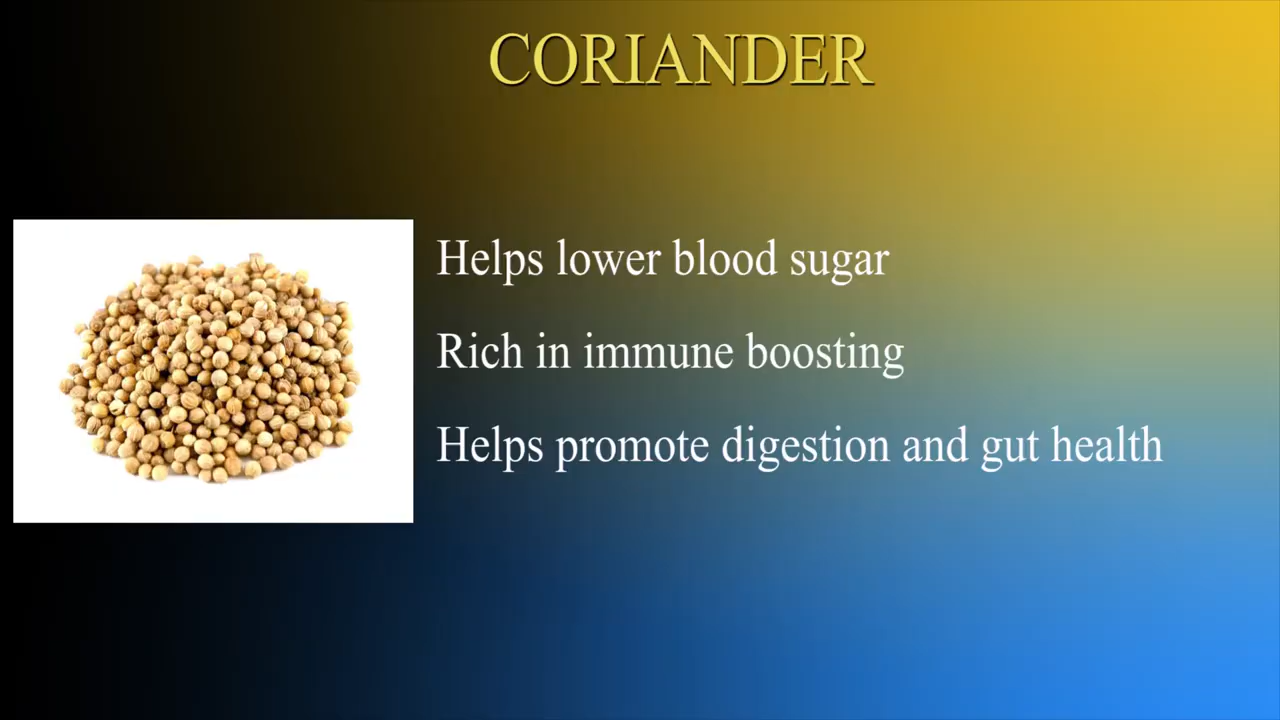 CORIANDER
Helps lower blood sugar
Rich in immune boosting
Helps promote digestion and gut health